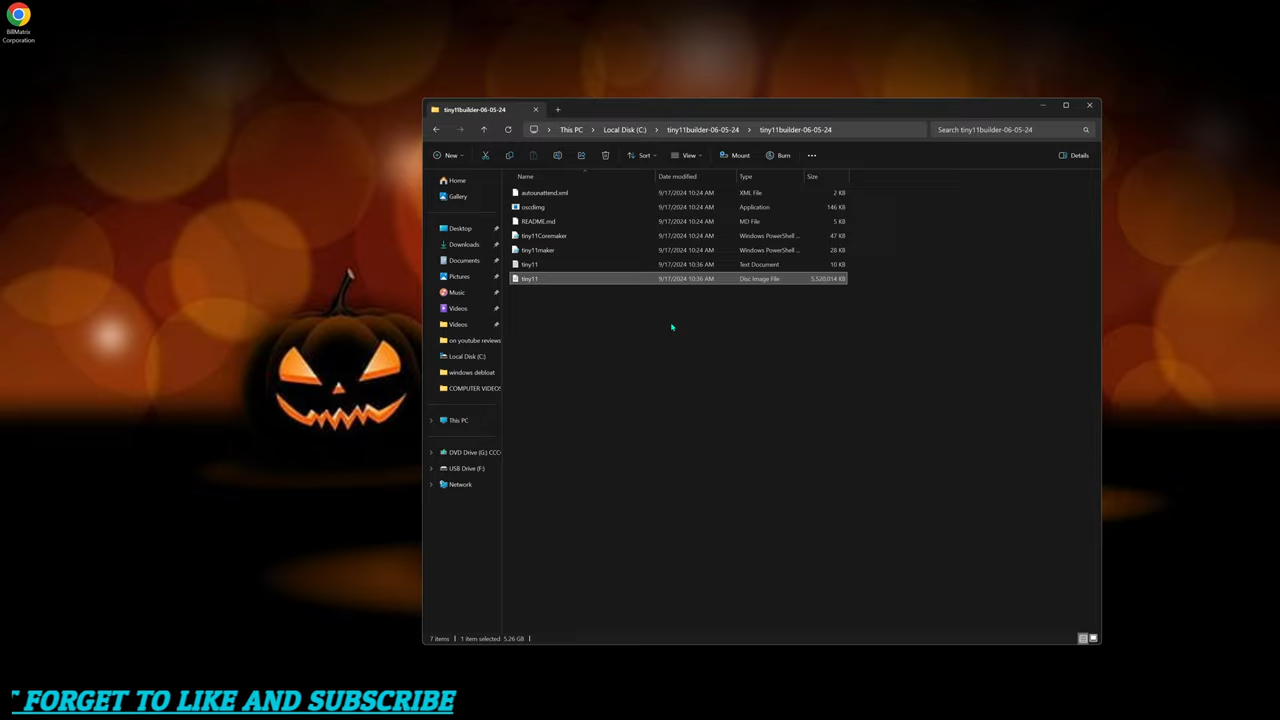 BillMatrix
Corporation
tiny11builder-06-05-24
This PC > Local Disk (C:) > tiny11builder-06-05-24 > tiny11builder-06-05-24
Search tiny11builder-06-05-24
New
Sort
View
Mount
Burn
Details
Name Date modified Type Size
autounattend.xml 9/17/2024 10:24 AM XML File 2 KB
oscdimg 9/17/2024 10:24 AM Application 146 KB
README.md 9/17/2024 10:24 AM MD File 5 KB
tiny11Coremaker 9/17/2024 10:24 AM Windows PowerShell ... 47 KB
tiny11maker 9/17/2024 10:24 AM Windows PowerShell ... 28 KB
tiny11 9/17/2024 10:36 AM Text Document 10 KB
tiny11 9/17/2024 10:36 AM Disc Image File 5,520,014 KB
Home
Gallery
Desktop
Downloads
Documents
Pictures
Music
Videos
Videos
on youtube reviews
Local Disk (C:)
windows debloat
COMPUTER VIDEOS
This PC
DVD Drive (G:) CCC
USB Drive (F:)
Network
7 items 1 item selected 5.26 GB
FORGET TO LIKE AND SUBSCRIBE